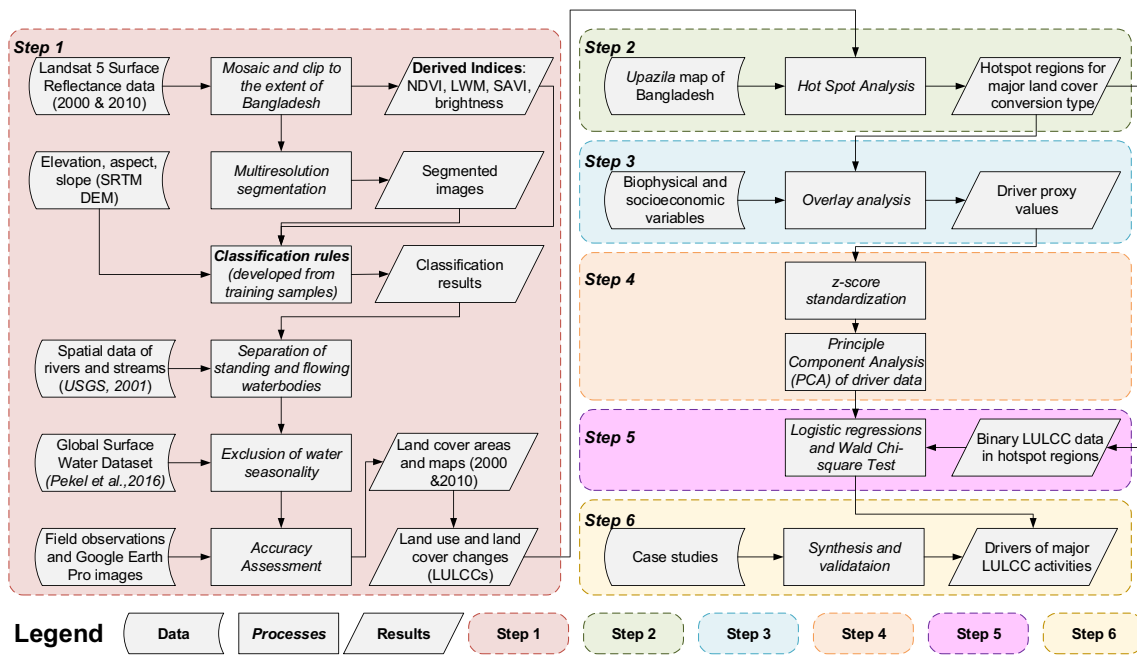 Step 1
Landsat 5 Surface
Reflectance data
(2000 & 2010)
Mosaic and clip to
the extent of
Bangladesh
Derived Indices:
NDVI, LWM, SAVI,
brightness
Elevation, aspect,
slope (SRTM
DEM)
Multiresolution
segmentation
Segmented
images
Classification rules
(developed from
training samples)
Classification
results
Spatial data of
rivers and streams
(USGS, 2001)
Separation of
standing and flowing
waterbodies
Global Surface
Water Dataset
(Pekel et al.,2016)
Exclusion of water
seasonality
Land cover areas
and maps (2000
&2010)
Field observations
and Google Earth
Pro images
Accuracy
Assessment
Land use and land
cover changes
(LULCCs)
Step 2
Upazila map of
Bangladesh
Hot Spot Analysis
Hotspot regions for
major land cover
conversion type
Step 3
Biophysical and
socioeconomic
variables
Overlay analysis
Driver proxy
values
Step 4
z-score
standardization
Principle
Component Analysis
(PCA) of driver data
Step 5
Logistic regressions
and Wald Chi-
square Test
Binary LULCC data
in hotspot regions
Step 6
Case studies
Synthesis and
validataion
Drivers of major
LULCC activities
Legend
Data
Processes
Results
Step 1
Step 2
Step 3
Step 4
Step 5
Step 6